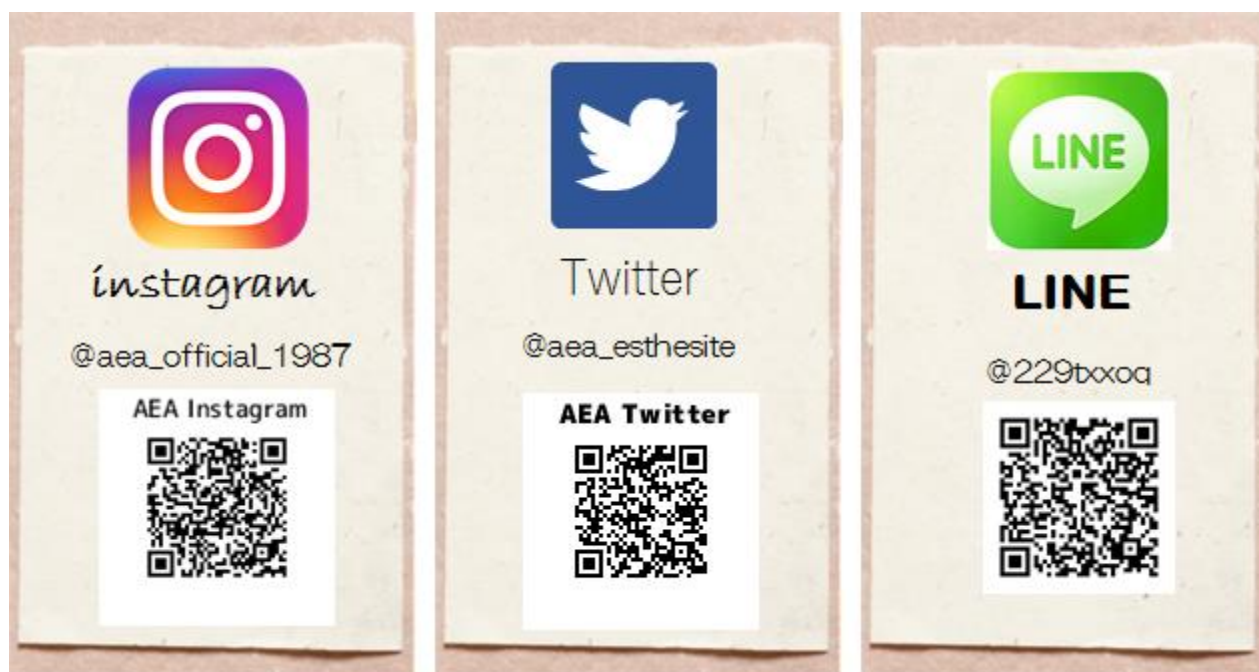 instagram
@aea_official_1987
AEA Instagram
Twitter
@aea_esthesite
AEA Twitter
LINE
LINE
@229txxoq